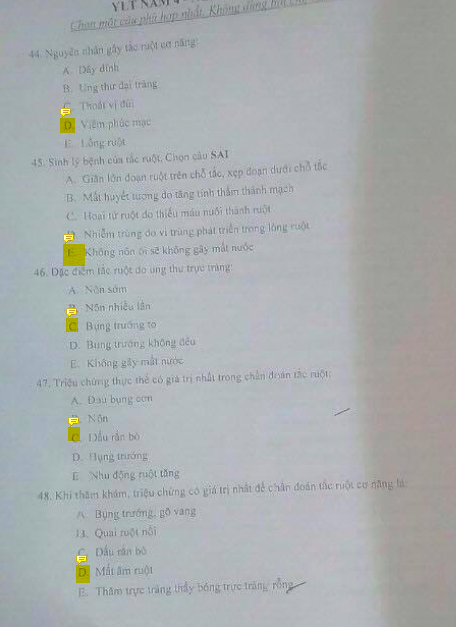 YLT NĂM 4
Chọn một câu phù hợp nhất. Không dùng bút
44. Nguyên nhân gây tắc ruột cơ năng:
A. Dây dính
B. Ung thư đại tràng
C. Thoát vị đùi
D. Viêm phúc mạc
E. Lồng ruột
45. Sinh lý bệnh của tắc ruột. Chọn câu SAI
A. Giãn lớn đoạn ruột trên chỗ tắc, xẹp đoạn dưới chỗ tắc
B. Mất huyết tương do tăng tính thấm thành mạch
C. Hoại tử ruột do thiếu máu nuôi thành ruột
D. Nhiễm trùng do vi trùng phát triển trong lòng ruột
E. Không nôn ói sẽ không gây mất nước
46. Đặc điểm tắc ruột do ung thư trực tràng:
A. Nôn sớm
B. Nôn nhiều lần
C. Bụng trướng to
D. Bụng trướng không đều
E. Không gây mất nước
47. Triệu chứng thực thể có giá trị nhất trong chẩn đoán tắc ruột:
A. Đau bụng cơn
B. Nôn
C. Dấu rắn bò
D. Bụng trướng
E. Nhu động ruột tăng
48. Khi thăm khám, triệu chứng có giá trị nhất để chẩn đoán tắc ruột cơ năng là:
A. Bụng trướng, gõ vang
B. Quai ruột nổi
C. Dấu rắn bò
D. Mất âm ruột
E. Thăm trực tràng thấy bóng trực tràng rỗng